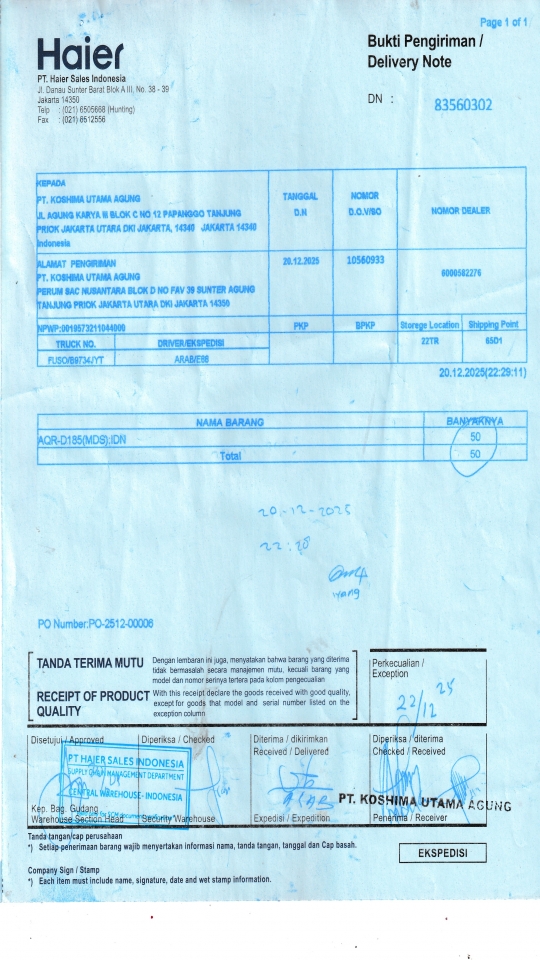 Page 1 of 1
Haier
Bukti Pengiriman /
Delivery Note
PT. Haier Sales Indonesia
Jl. Danau Sunter Barat Blok A III, No. 38 - 39
Jakarta 14350
Telp : (021) 6505668 (Hunting)
Fax : (021) 6512556
DN : 83560302
KEPADA
PT. KOSHIMA UTAMA AGUNG
JL AGUNG KARYA III BLOK C NO 12 PAPANGGO TANJUNG
PRIOK JAKARTA UTARA DKI JAKARTA, 14340 JAKARTA 14340
Indonesia
TANGGAL
D.N
NOMOR
D.O.V/SO
NOMOR DEALER
ALAMAT PENGIRIMAN
PT. KOSHIMA UTAMA AGUNG
PERUM SAC NUSANTARA BLOK D NO FAV 39 SUNTER AGUNG
TANJUNG PRIOK JAKARTA UTARA DKI JAKARTA 14350
20.12.2025
10560933
6000582276
NPWP:0019573211044000
PKP
BPKP
Storege Location
Shipping Point
TRUCK NO.
DRIVER/EKSPEDISI
22TR
65D1
FUSO/B9734/YT
ARAB/E66
20.12.2025(22:29:11)
NAMA BARANG
BANYAKNYA
AQR-D185(MDS);IDN
50
Total
50
20-12-2025
22:28
iyang
PO Number:PO-2512-00006
TANDA TERIMA MUTU
Dengan lembaran ini juga, menyatakan bahwa barang yang diterima
tidak bermasalah secara manajemen mutu, kecuali barang yang
model dan nomor serinya tertera pada kolom pengecualian
RECEIPT OF PRODUCT
QUALITY
With this receipt declare the goods received with good quality,
except for goods that model and serial number listed on the
exception column
Perkecualian /
Exception
22/12 25
Disetujui / Approved
Diperiksa / Checked
Diterima / dikirimkan
Received / Delivered
Diperiksa / diterima
Checked / Received
PT HAIER SALES INDONESIA
SUPPLY CHAIN MANAGEMENT DEPARTMENT
CENTRAL WAREHOUSE- INDONESIA
PT. KOSHIMA UTAMA AGUNG
Kep. Bag. Gudang
Warehouse Section Head
Security Warehouse
Expedisi / Expedition
Penerima / Receiver
Tanda tangan/cap perusahaan
*) Setiap penerimaan barang wajib menyertakan informasi nama, tanda tangan, tanggal dan Cap basah.
EKSPEDISI
Company Sign / Stamp
*) Each item must include name, signature, date and wet stamp information.